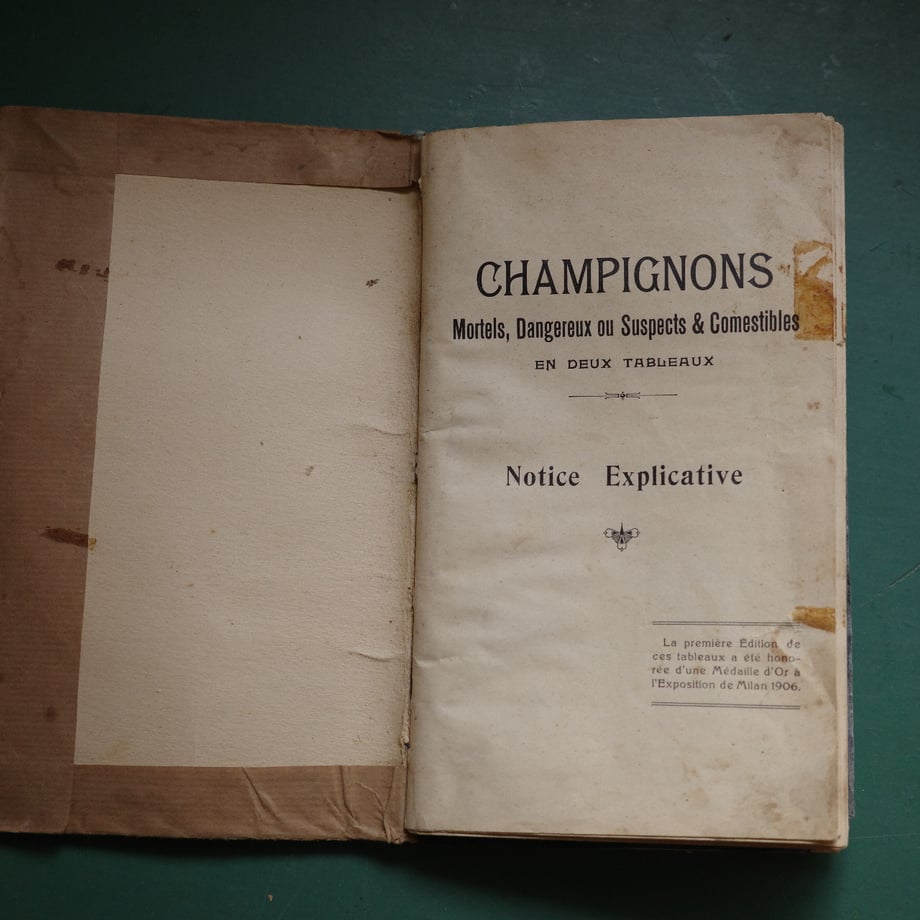 CHAMPIGNONS
Mortels, Dangereux ou Suspects & Comestibles
EN DEUX TABLEAUX
Notice Explicative
La première Édition de
ces tableaux a été hono-
rée d'une Médaille d'Or à
l'Exposition de Milan 1906.